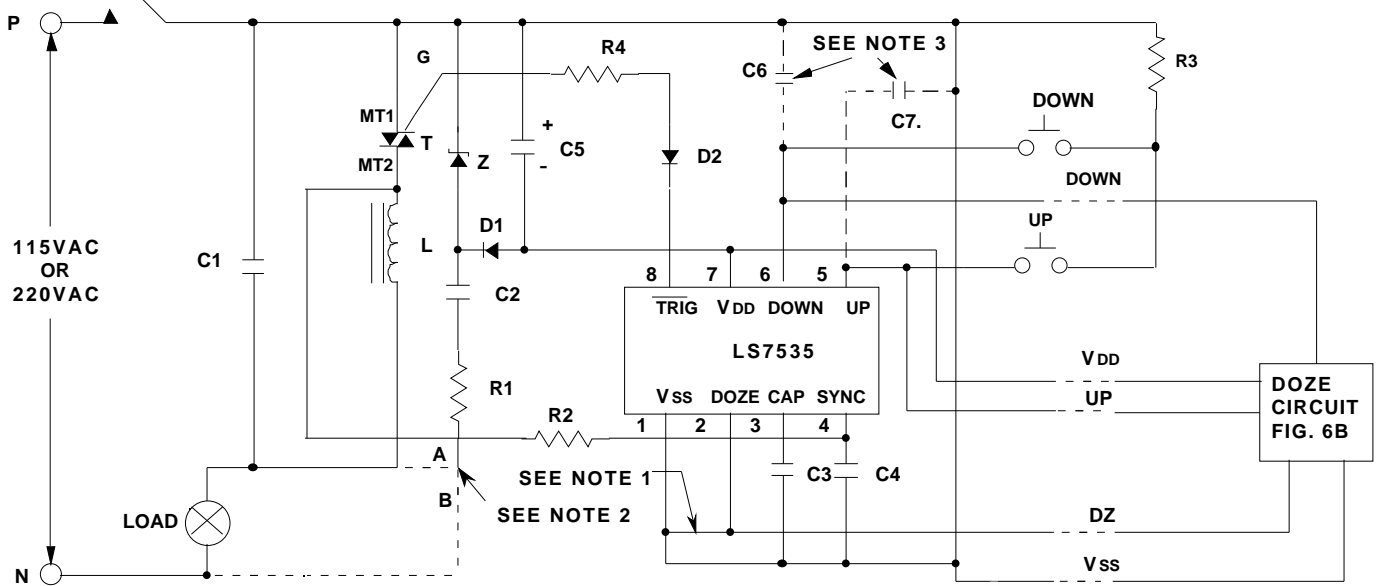 P
SEE NOTE 3
G
R4
C6
R3
DOWN
MT1
T
C7.
+
C5
-
MT2
Z
D2
DOWN
115VAC
OR
220VAC
C1
L
D1
UP
C2
8 7 6 5
TRIG VDD DOWN UP
LS7535
VSS DOZE CAP SYNC
1 2 3 4
R1
R2
VDD
UP
DOZE
CIRCUIT
FIG. 6B
A
B
SEE NOTE 1
C3
C4
SEE NOTE 2
LOAD
DZ
VSS
N